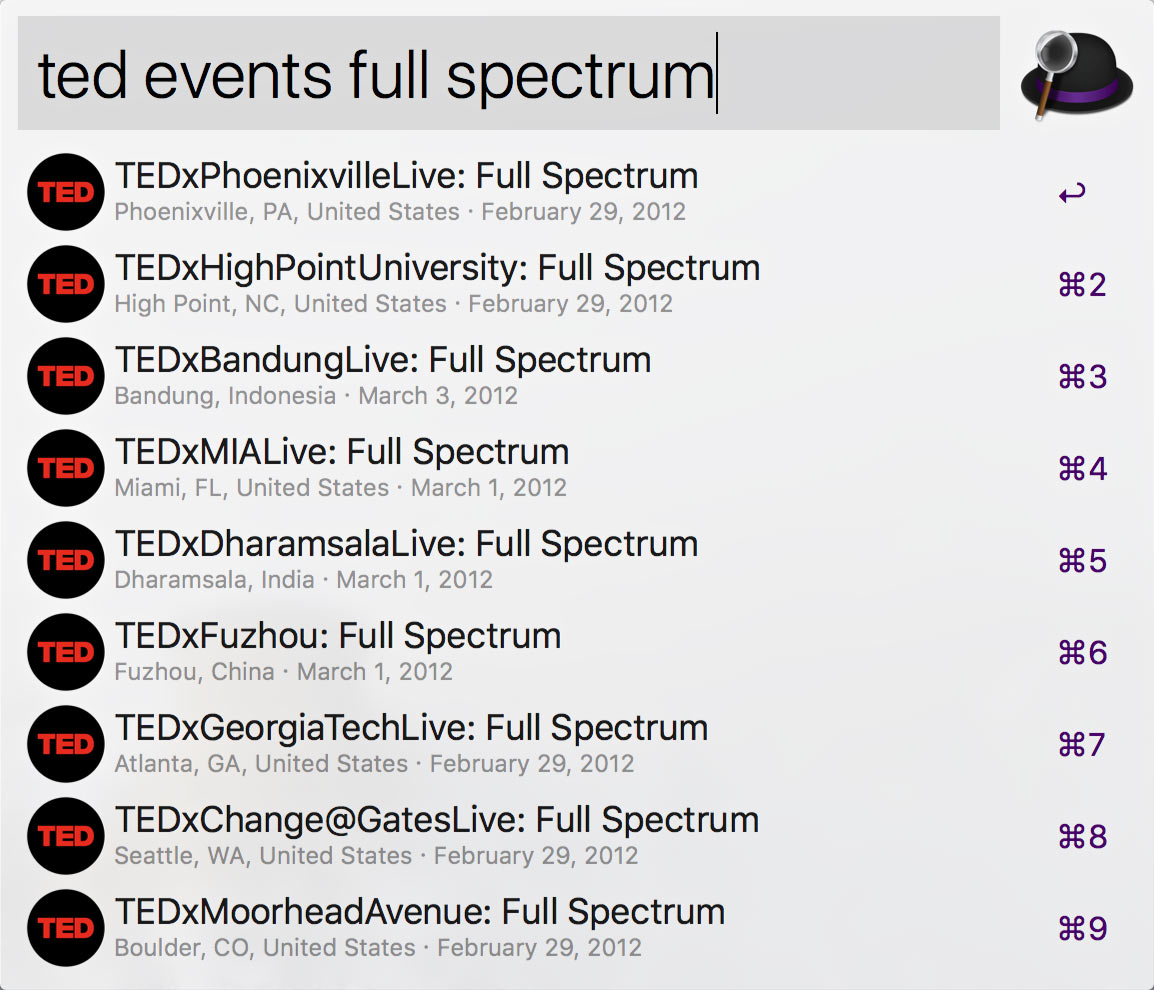 ted events full spectrum
TED
TEDxPhoenixvilleLive: Full Spectrum
Phoenixville, PA, United States · February 29, 2012
↩
TED
TEDxHighPointUniversity: Full Spectrum
High Point, NC, United States · February 29, 2012
⌘2
TED
TEDxBandungLive: Full Spectrum
Bandung, Indonesia · March 3, 2012
⌘3
TED
TEDxMIALive: Full Spectrum
Miami, FL, United States · March 1, 2012
⌘4
TED
TEDxDharamsalaLive: Full Spectrum
Dharamsala, India · March 1, 2012
⌘5
TED
TEDxFuzhou: Full Spectrum
Fuzhou, China · March 1, 2012
⌘6
TED
TEDxGeorgiaTechLive: Full Spectrum
Atlanta, GA, United States · February 29, 2012
⌘7
TED
TEDxChange@GatesLive: Full Spectrum
Seattle, WA, United States · February 29, 2012
⌘8
TED
TEDxMoorheadAvenue: Full Spectrum
Boulder, CO, United States · February 29, 2012
⌘9